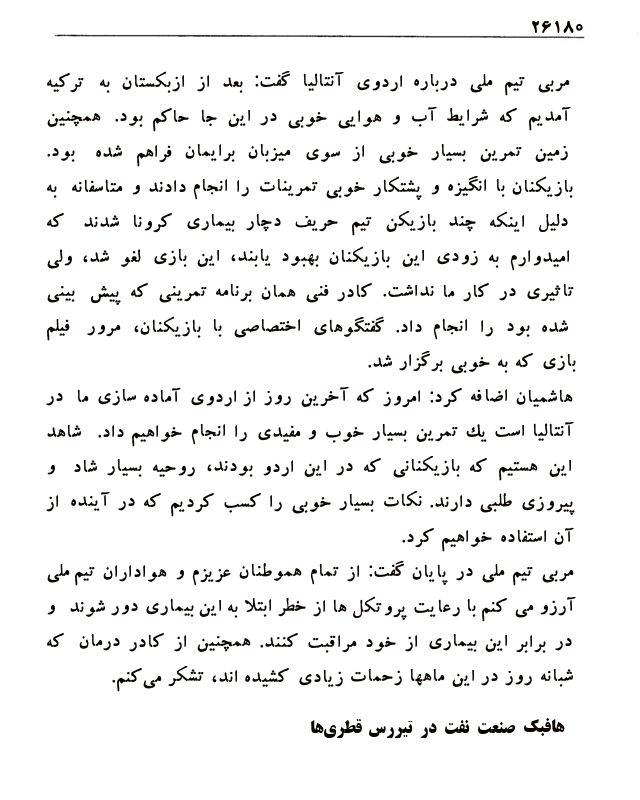 ۲۶۱۸۰
مربی تیم ملی درباره اردوی آنتالیا گفت: بعد از ازبکستان به ترکیه
آمدیم که شرایط آب و هوایی خوبی در این جا حاکم بود. همچنین
زمین تمرین بسیار خوبی از سوی میزبان برایمان فراهم شده بود.
بازیکنان با انگیزه و پشتکار خوبی تمرینات را انجام دادند و متاسفانه به
دلیل اینکه چند بازیکن تیم حریف دچار بیماری کرونا شدند که
امیدوارم به زودی این بازیکنان بهبود یابند، این بازی لغو شد، ولی
تاثیری در کار ما نداشت. کادر فنی همان برنامه تمرینی که پیش بینی
شده بود را انجام داد. گفتگوهای اختصاصی با بازیکنان، مرور فیلم
بازی که به خوبی برگزار شد.
هاشمیان اضافه کرد: امروز که آخرین روز از اردوی آماده سازی ما در
آنتالیا است یك تمرین بسیار خوب و مفیدی را انجام خواهیم داد. شاهد
این هستیم که بازیکنانی که در این اردو بودند، روحیه بسیار شاد و
پیروزی طلبی دارند. نکات بسیار خوبی را کسب کردیم که در آینده از
آن استفاده خواهیم کرد.
مربی تیم ملی در پایان گفت: از تمام هموطنان عزیزم و هواداران تیم ملی
آرزو می کنم با رعایت پروتکل ها از خطر ابتلا به این بیماری دور شوند و
در برابر این بیماری از خود مراقبت کنند. همچنین از کادر درمان که
شبانه روز در این ماهها زحمات زیادی کشیده اند، تشکر می‌کنم.
هافبک صنعت نفت در تیررس قطری‌ها